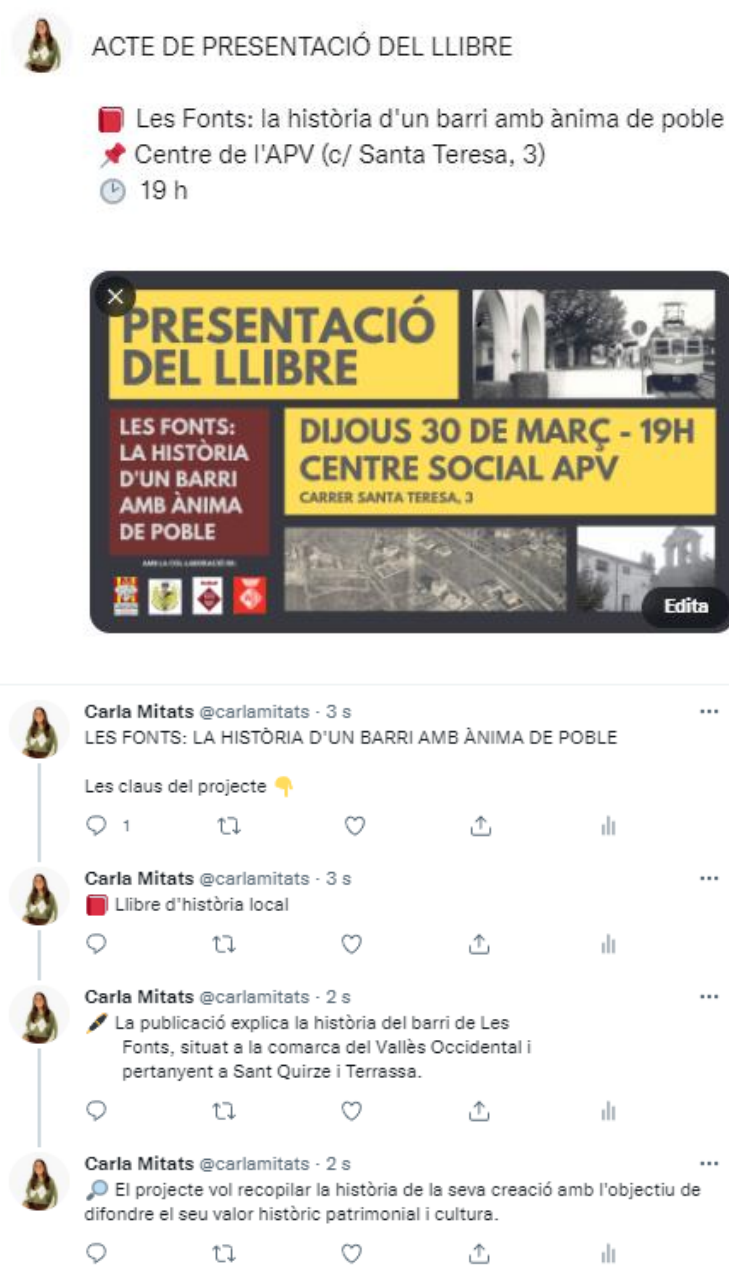 ACTE DE PRESENTACIÓ DEL LLIBRE
📕 Les Fonts: la història d'un barri amb ànima de poble
📌 Centre de l'APV (c/ Santa Teresa, 3)
🕑 19 h
PRESENTACIÓ
DEL LLIBRE
LES FONTS:
LA HISTÒRIA
D'UN BARRI
AMB ÀNIMA
DE POBLE
DIJOUS 30 DE MARÇ - 19H
CENTRE SOCIAL APV
CARRER SANTA TERESA, 3
AMB LA COL·LABORACIÓ DE:
Edita
Carla Mitats @carlamitats · 3 s
LES FONTS: LA HISTÒRIA D'UN BARRI AMB ÀNIMA DE POBLE
Les claus del projecte 👇
1
Carla Mitats @carlamitats · 3 s
📕 Llibre d'història local
Carla Mitats @carlamitats · 2 s
🖋 La publicació explica la història del barri de Les
Fonts, situat a la comarca del Vallès Occidental i
pertanyent a Sant Quirze i Terrassa.
Carla Mitats @carlamitats · 2 s
🔎 El projecte vol recopilar la història de la seva creació amb l'objectiu de
difondre el seu valor històric patrimonial i cultura.